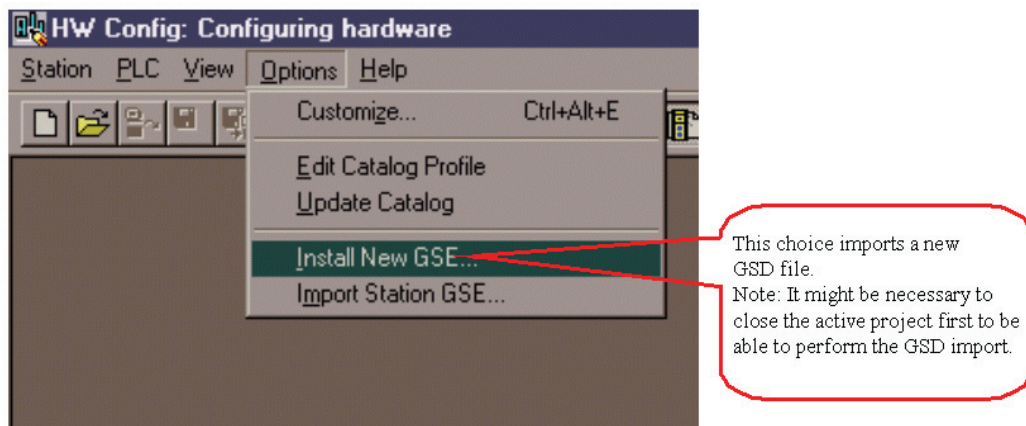 HW Config: Configuring hardware
Station PLC View Options Help
Customize... Ctrl+Alt+E
Edit Catalog Profile
Update Catalog
Install New GSE...
Import Station GSE...
This choice imports a new
GSD file.
Note: It might be necessary to
close the active project first to be
able to perform the GSD import.